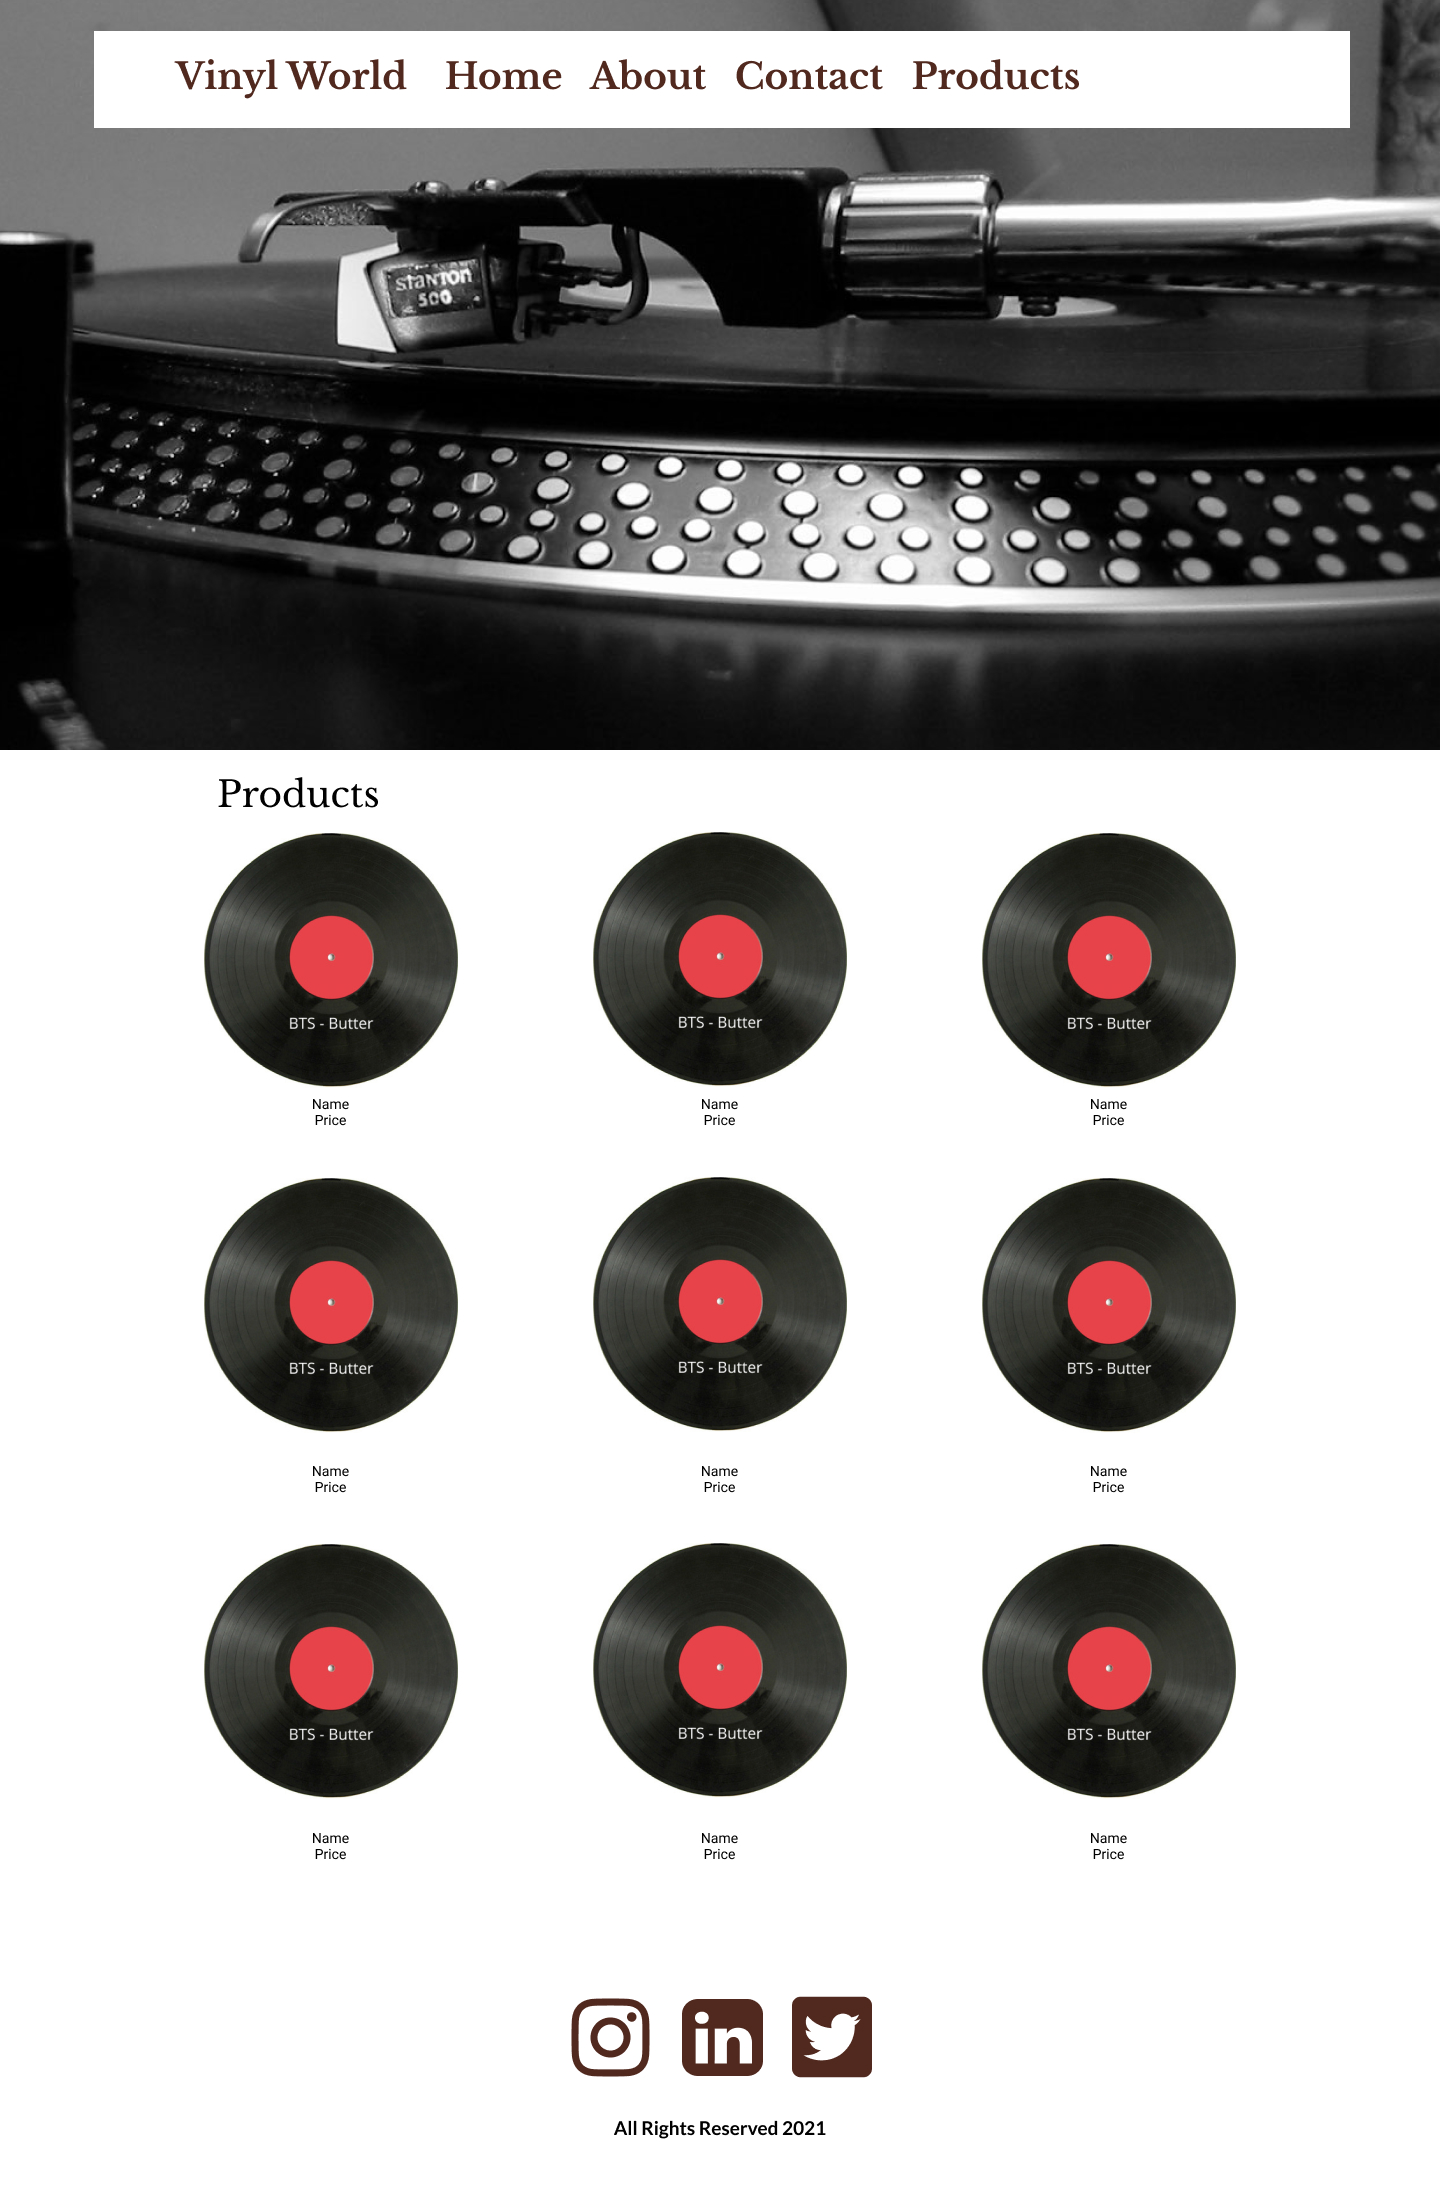 Vinyl World Home About Contact Products
STANTON
500
Products
BTS - Butter BTS - Butter BTS - Butter
Name Name Name
Price Price Price
BTS - Butter BTS - Butter BTS - Butter
Name Name Name
Price Price Price
BTS - Butter BTS - Butter BTS - Butter
Name Name Name
Price Price Price
in
All Rights Reserved 2021